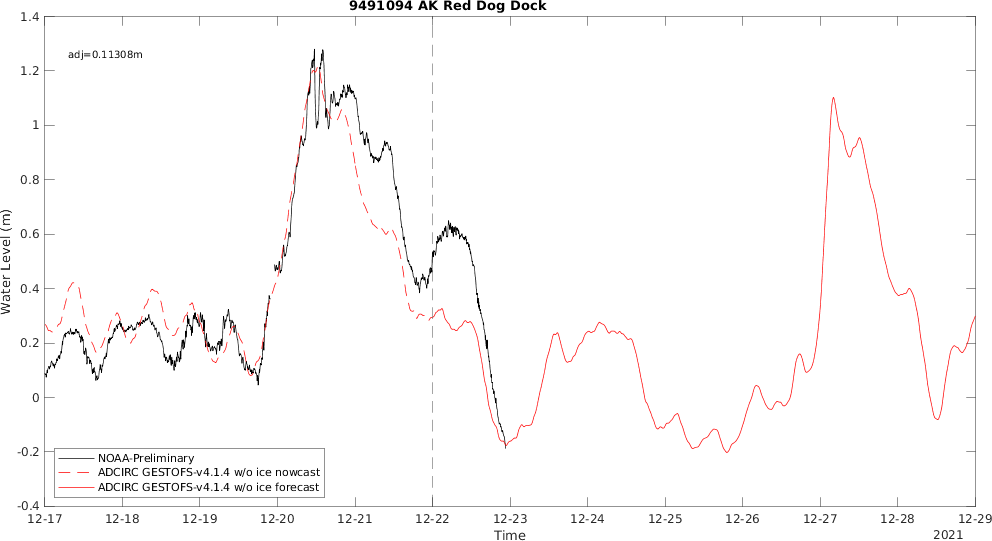 9491094 AK Red Dog Dock
adj=0.11308m
Water Level (m)
1.4
1.2
1
0.8
0.6
0.4
0.2
0
-0.2
-0.4
NOAA-Preliminary
ADCIRC GESTOFS-v4.1.4 w/o ice nowcast
ADCIRC GESTOFS-v4.1.4 w/o ice forecast
12-17 12-18 12-19 12-20 12-21 12-22 12-23 12-24 12-25 12-26 12-27 12-28 12-29
Time
2021